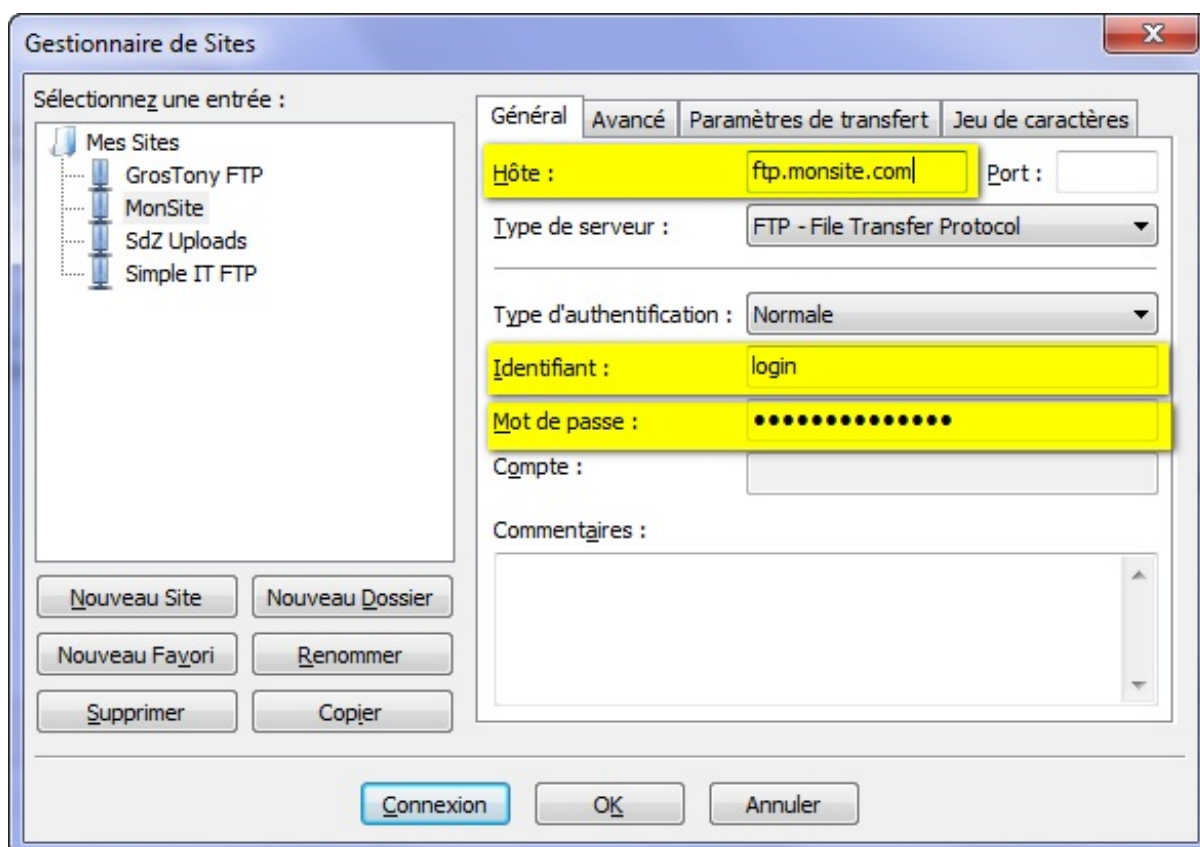 Gestionnaire de Sites
Sélectionnez une entrée :
Mes Sites
GrosTony FTP
MonSite
SdZ Uploads
Simple IT FTP
Nouveau Site
Nouveau Dossier
Nouveau Favori
Renommer
Supprimer
Copier
Général
Avancé
Paramètres de transfert
Jeu de caractères
Hôte : ftp.monsite.com Port :
Type de serveur : FTP - File Transfer Protocol
Type d'authentification : Normale
Identifiant : login
Mot de passe : ••••••••••••••
Compte :
Commentaires :
Connexion
OK
Annuler